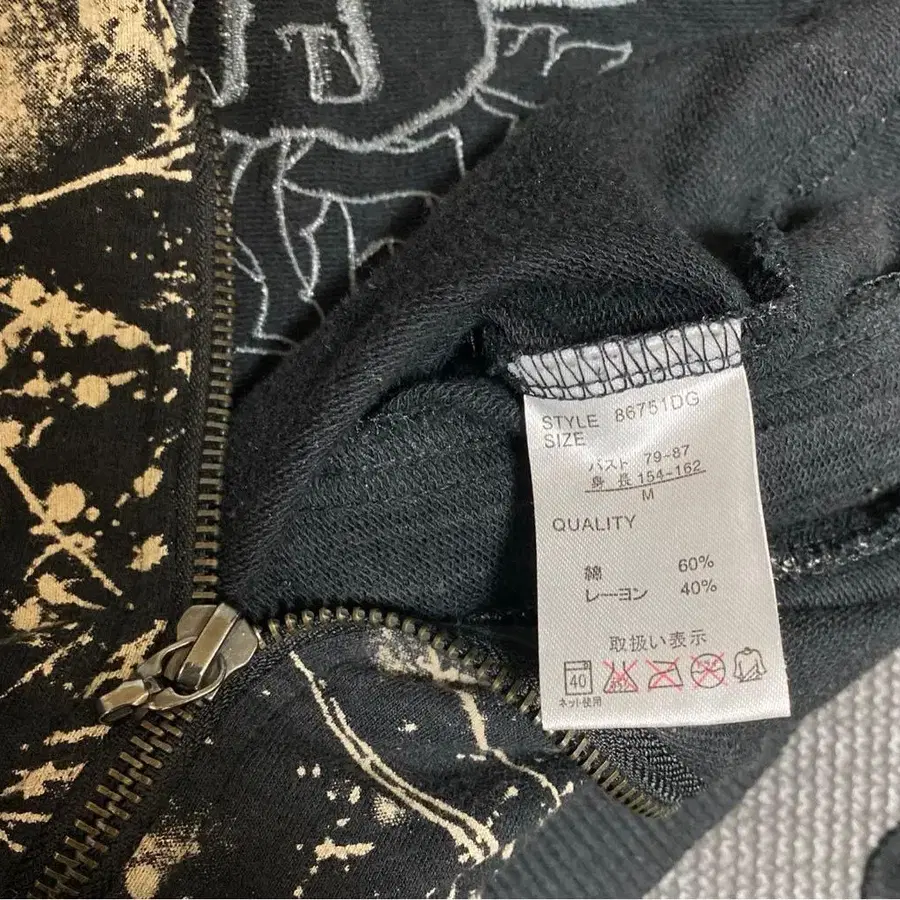 STYLE 86751DG
SIZE
バスト 79-87
身 長 154-162
M
QUALITY
綿 60%
レーヨン 40%
取扱い表示
40
ネット使用